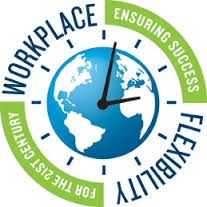 WORKPLACE
FLEXIBILITY
ENSURING SUCCESS
FOR THE 21ST CENTURY